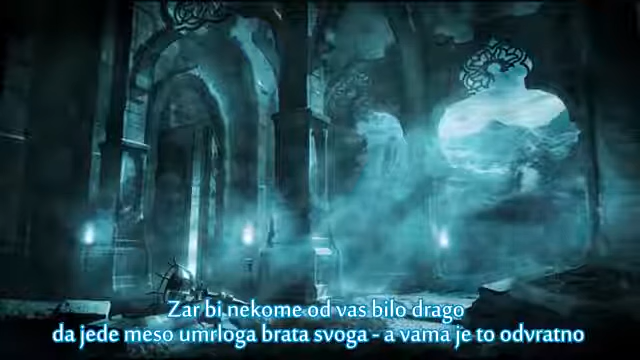 Zar bi nekome od vas bilo drago
da jede meso umrloga brata svoga - a vama je to odvratno